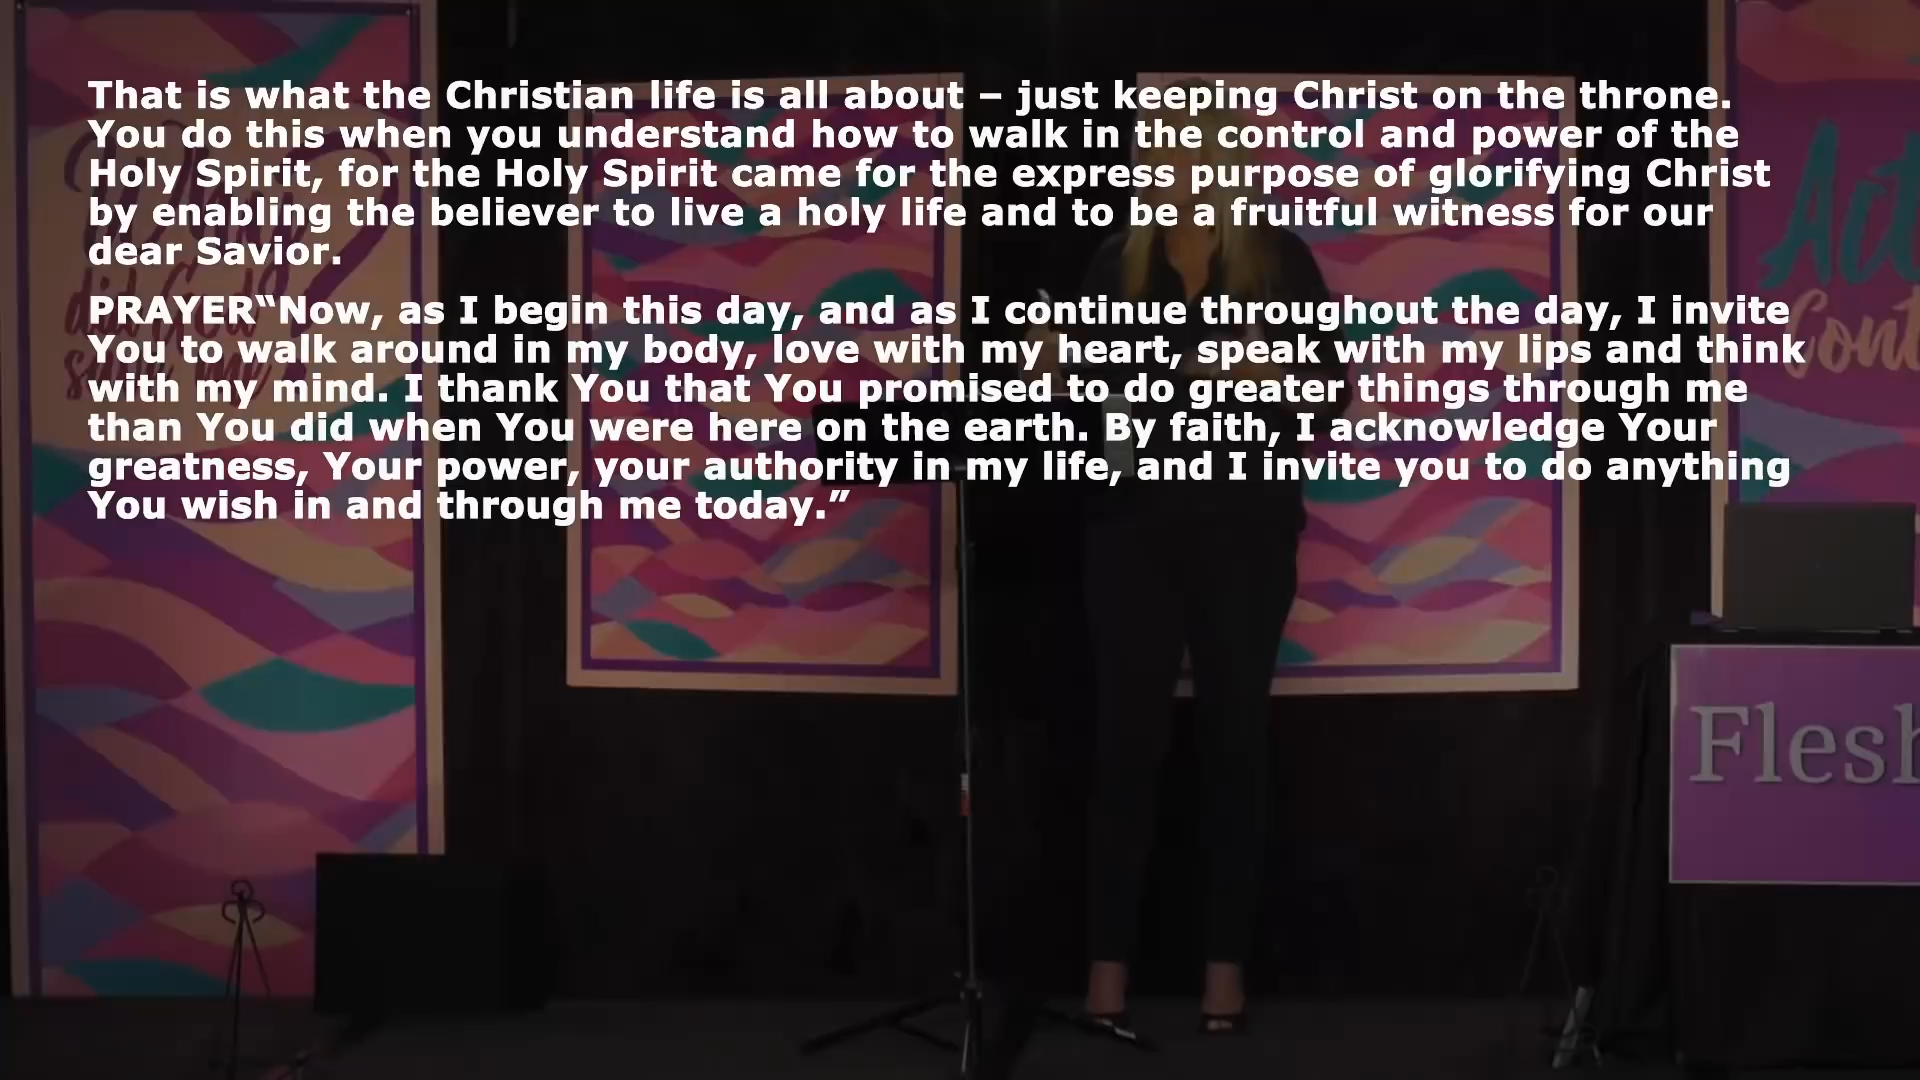 That is what the Christian life is all about – just keeping Christ on the throne.
You do this when you understand how to walk in the control and power of the
Holy Spirit, for the Holy Spirit came for the express purpose of glorifying Christ
by enabling the believer to live a holy life and to be a fruitful witness for our
dear Savior.
PRAYER“Now, as I begin this day, and as I continue throughout the day, I invite
You to walk around in my body, love with my heart, speak with my lips and think
with my mind. I thank You that You promised to do greater things through me
than You did when You were here on the earth. By faith, I acknowledge Your
greatness, Your power, your authority in my life, and I invite you to do anything
You wish in and through me today.”
did God
Act
Cont
Flesh